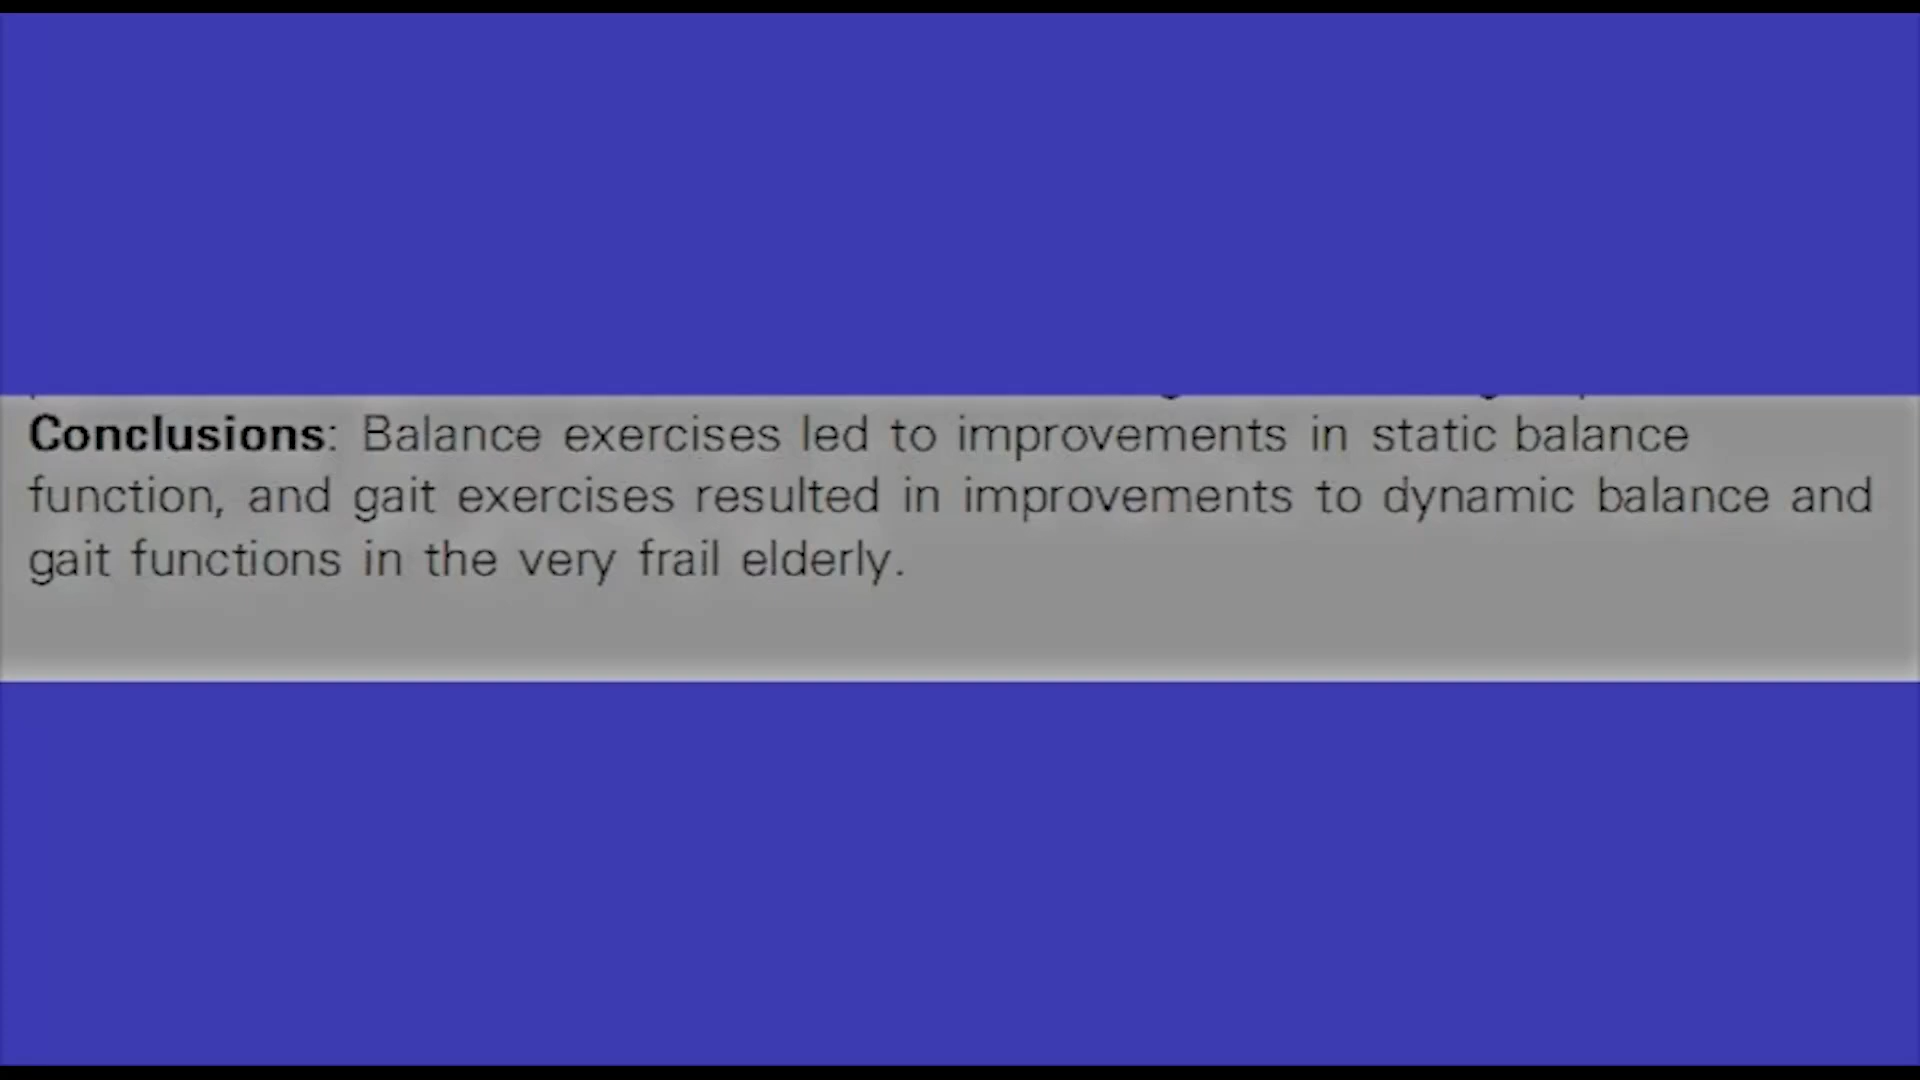 Conclusions: Balance exercises led to improvements in static balance
function, and gait exercises resulted in improvements to dynamic balance and
gait functions in the very frail elderly.